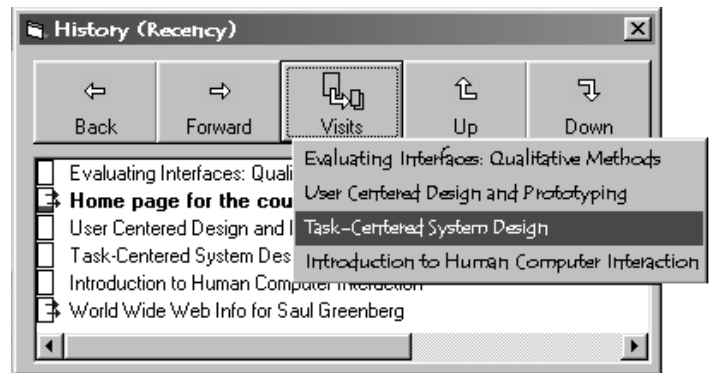 History (Recency)
Back Forward Visits Up Down
Evaluating Interfaces: Qualitative Methods
User Centered Design and Prototyping
Task-Centered System Design
Introduction to Human Computer Interaction
Evaluating Interfaces: Quali
Home page for the cou
User Centered Design and
Task-Centered System Des
Introduction to Human Computer Interaction
World Wide Web Info for Saul Greenberg